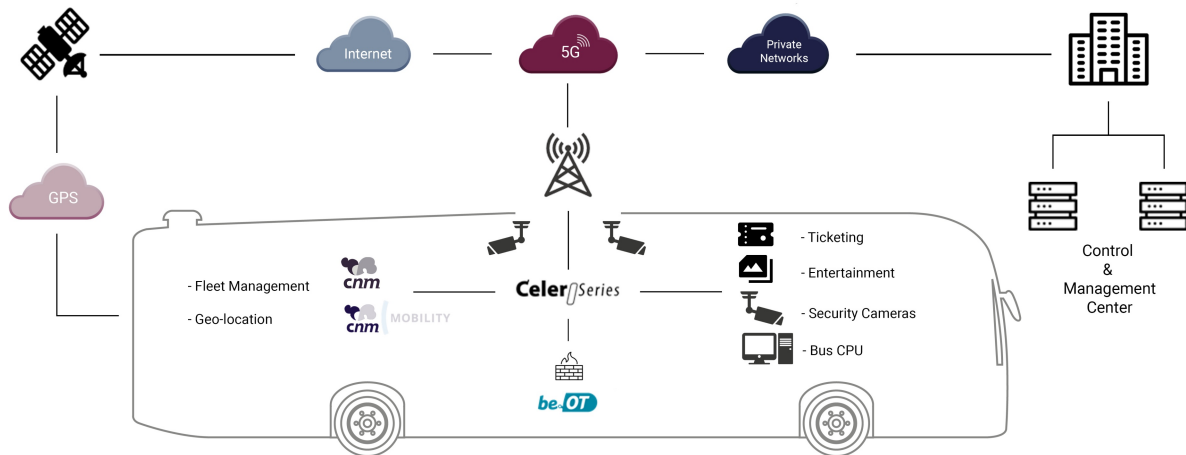 Internet
5G
Private
Networks
GPS
- Fleet Management
cnm
- Geo-location
cnm MOBILITY
Celer Series
be.OT
- Ticketing
- Entertainment
- Security Cameras
- Bus CPU
Control
&
Management
Center